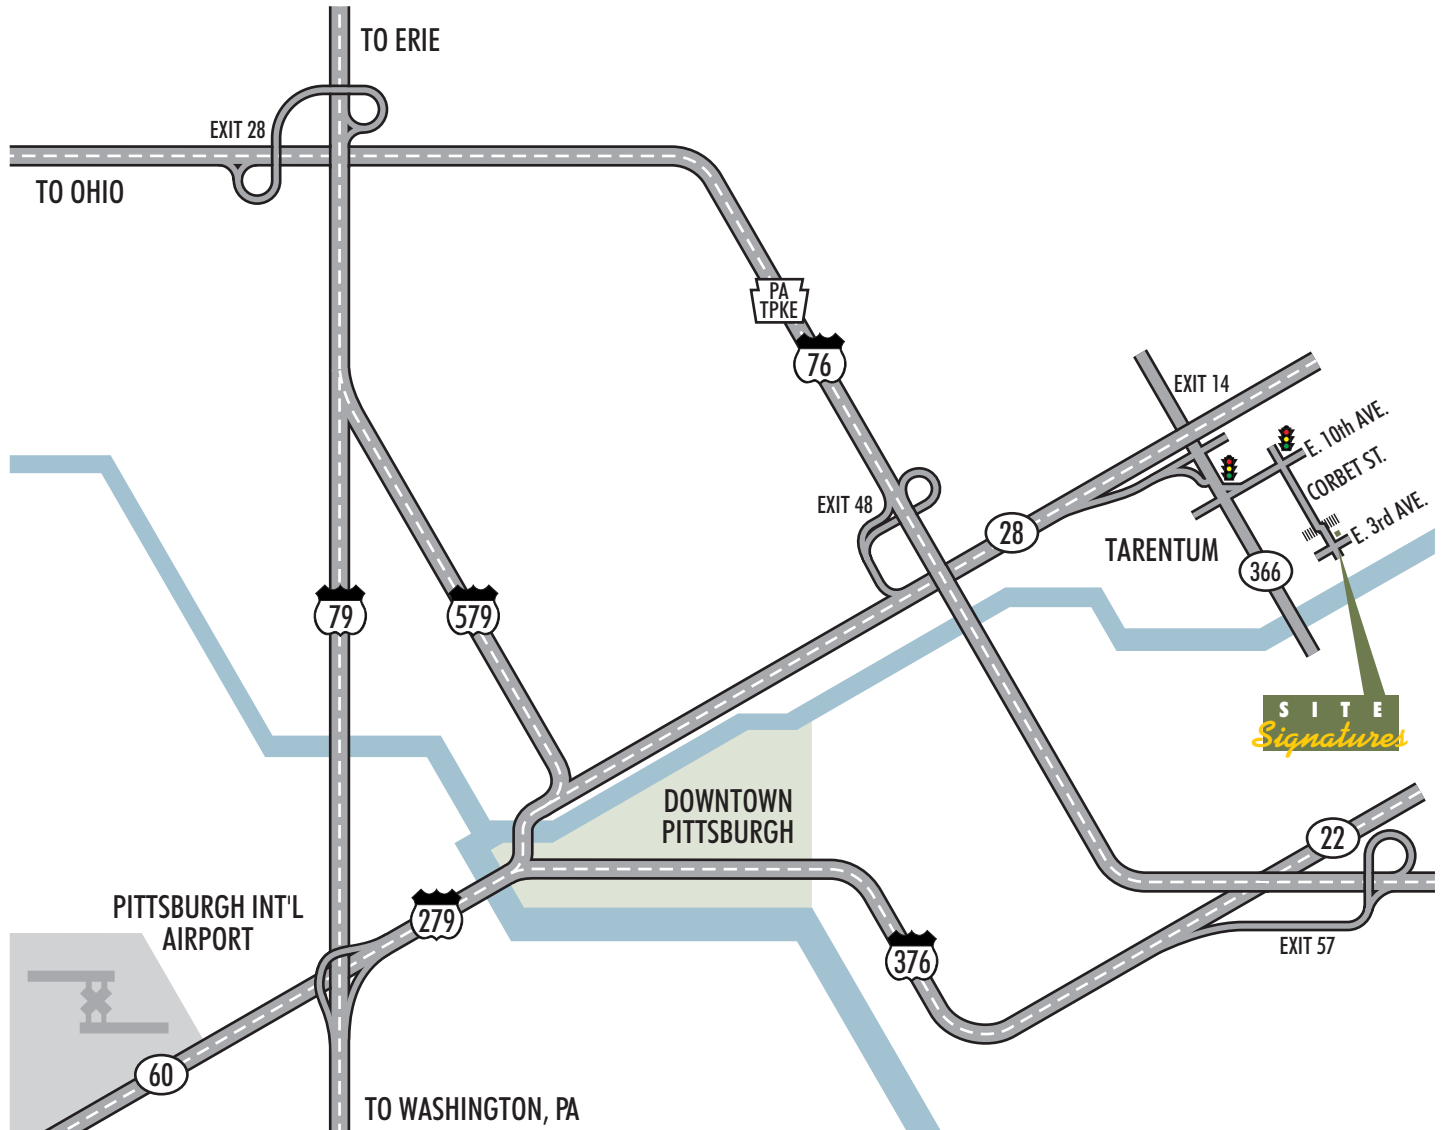 TO ERIE
EXIT 28
TO OHIO
PA
TPKE
76
EXIT 14
E. 10th AVE.
CORBET ST.
E. 3rd AVE.
EXIT 48
28
TARENTUM
366
79
579
SITE
Signatures
DOWNTOWN
PITTSBURGH
22
PITTSBURGH INT'L
AIRPORT
279
376
EXIT 57
60
TO WASHINGTON, PA